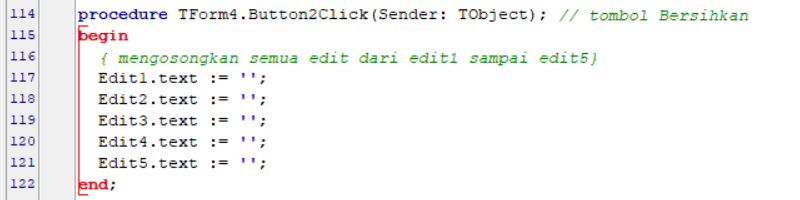 114 procedure TForm4.Button2Click(Sender: TObject); // tombol Bersihkan
115 begin
116 { mengosongkan semua edit dari edit1 sampai edit5}
117 Edit1.text := '';
118 Edit2.text := '';
119 Edit3.text := '';
120 Edit4.text := '';
121 Edit5.text := '';
122 end;